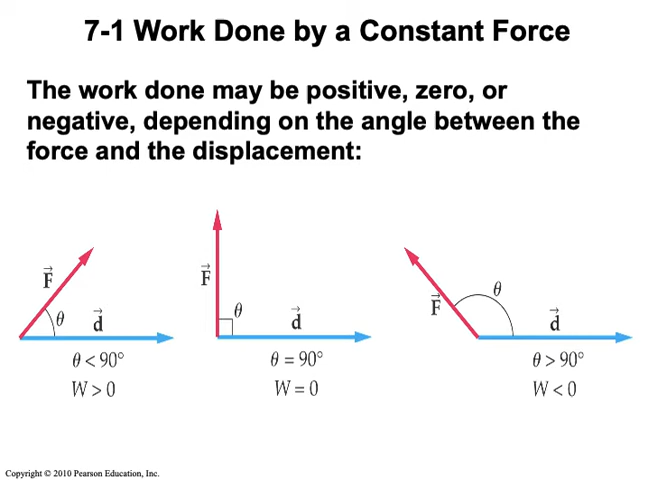 7-1 Work Done by a Constant Force
The work done may be positive, zero, or
negative, depending on the angle between the
force and the displacement:
F⃗ θ d⃗
θ < 90°
W > 0
F⃗ θ d⃗
θ = 90°
W = 0
F⃗ θ d⃗
θ > 90°
W < 0
Copyright © 2010 Pearson Education, Inc.